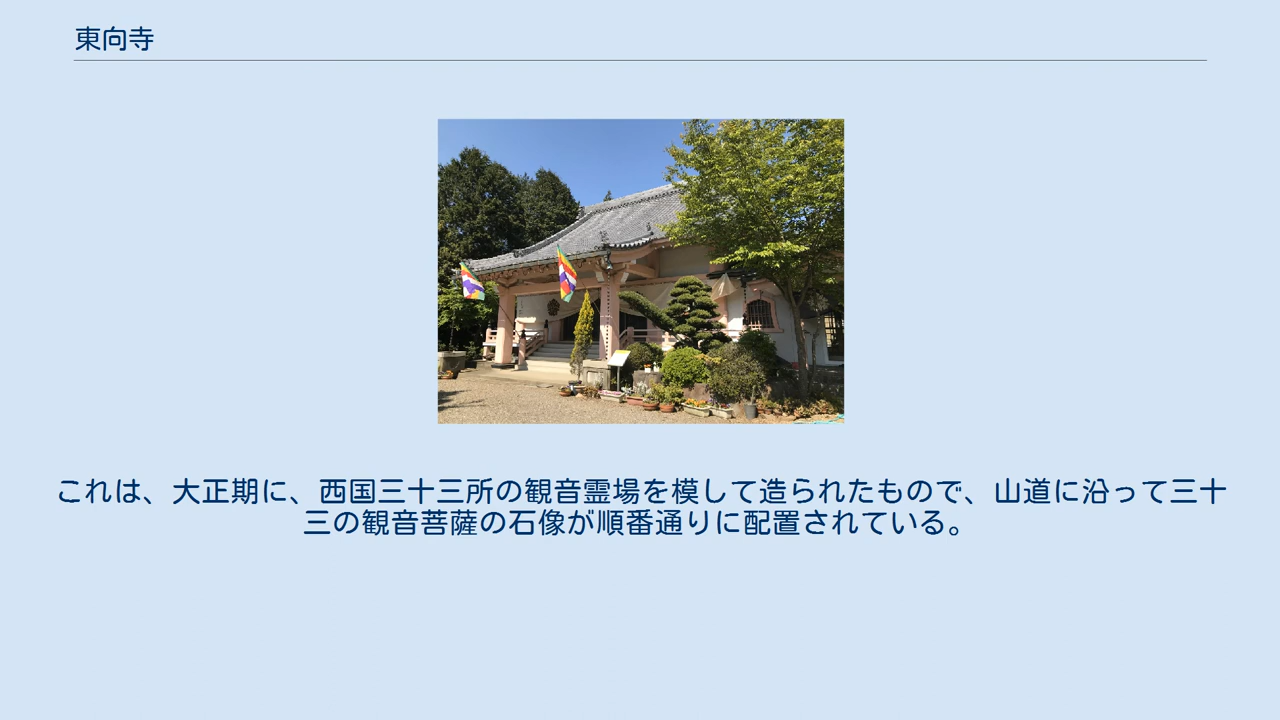 東向寺
これは、大正期に、西国三十三所の観音霊場を模して造られたもので、山道に沿って三十
三の観音菩薩の石像が順番通りに配置されている。